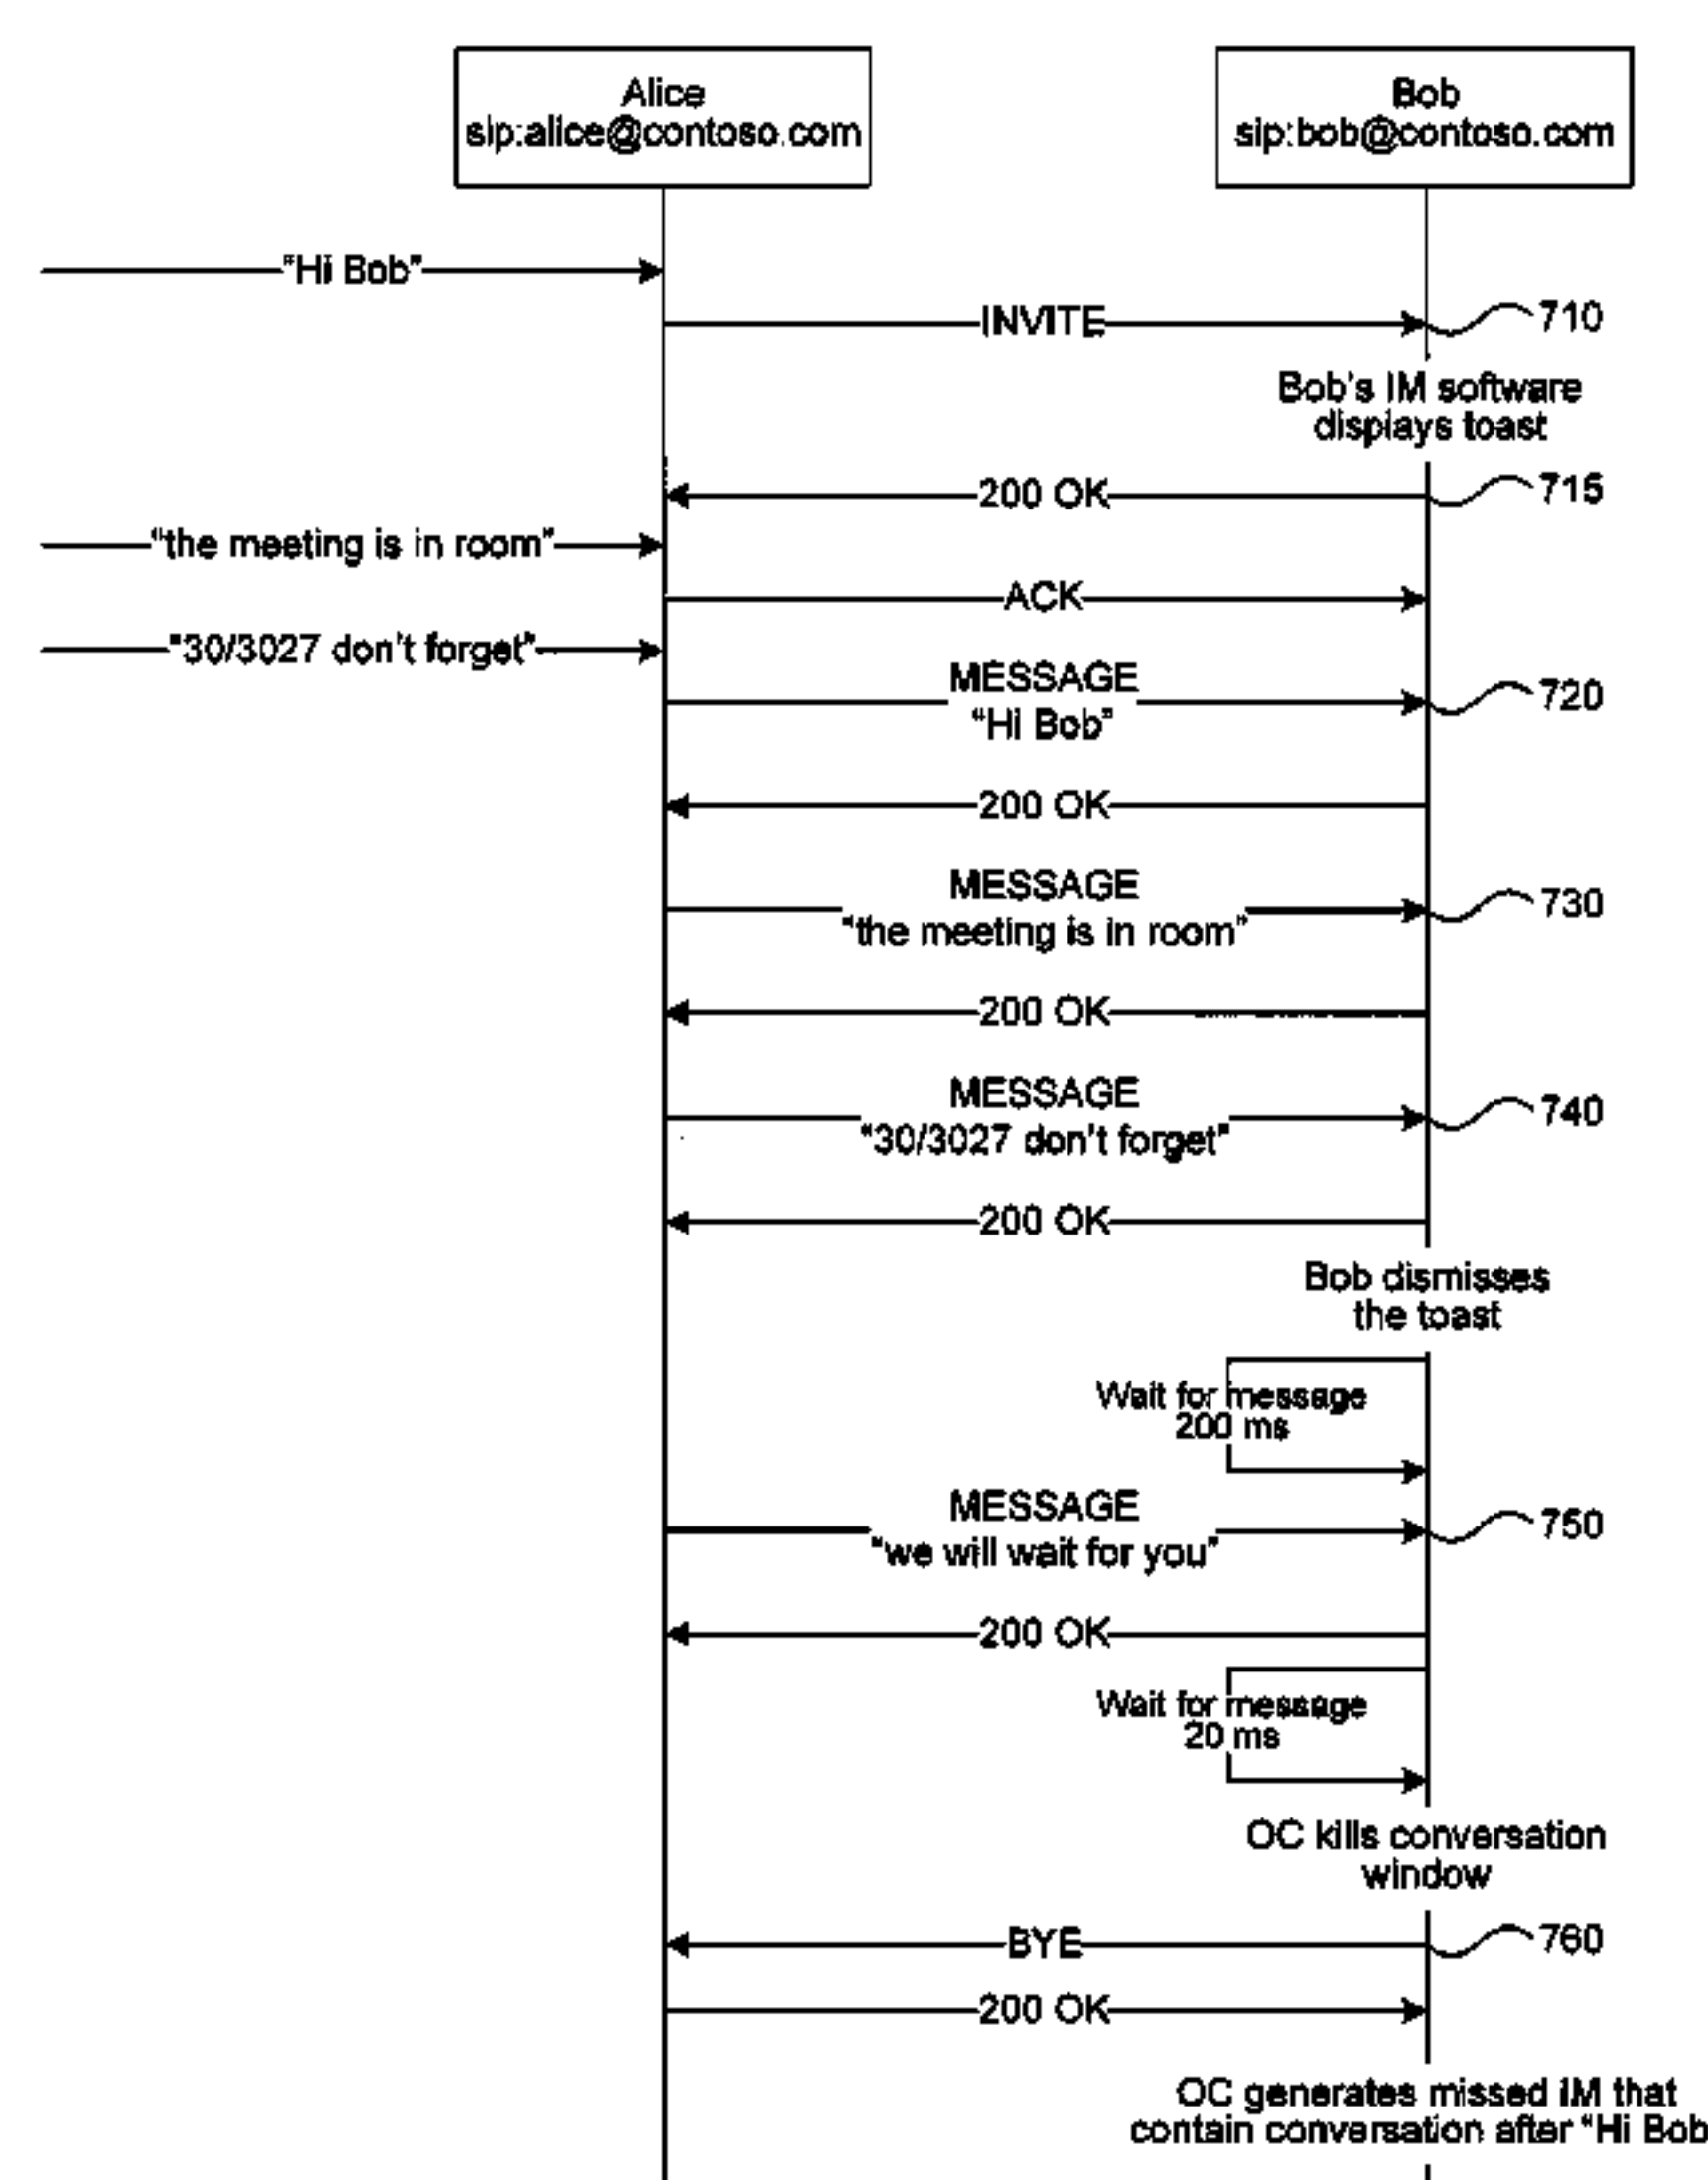 Alice
sip:alice@contoso.com
Bob
sip:bob@contoso.com
"Hi Bob"
INVITE
710
Bob's IM software
displays toast
200 OK
715
"the meeting is in room"
ACK
"30/3027 don't forget"
MESSAGE
"Hi Bob"
720
200 OK
MESSAGE
"the meeting is in room"
730
200 OK
MESSAGE
"30/3027 don't forget"
740
200 OK
Bob dismisses
the toast
Wait for message
200 ms
MESSAGE
"we will wait for you"
750
200 OK
Wait for message
20 ms
OC kills conversation
window
BYE
760
200 OK
OC generates missed IM that
contain conversation after "Hi Bob